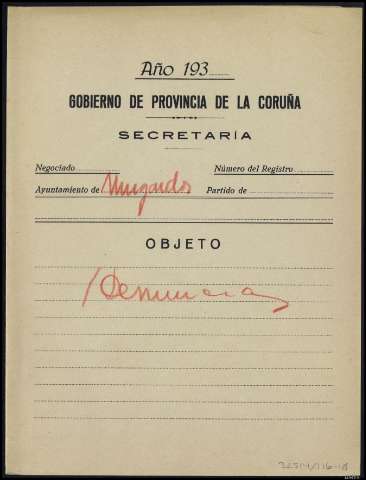 Año 193
GOBIERNO DE PROVINCIA DE LA CORUÑA
SECRETARÍA
Negociado Número del Registro
Ayuntamiento de Mugardos Partido de
OBJETO
Denuncia